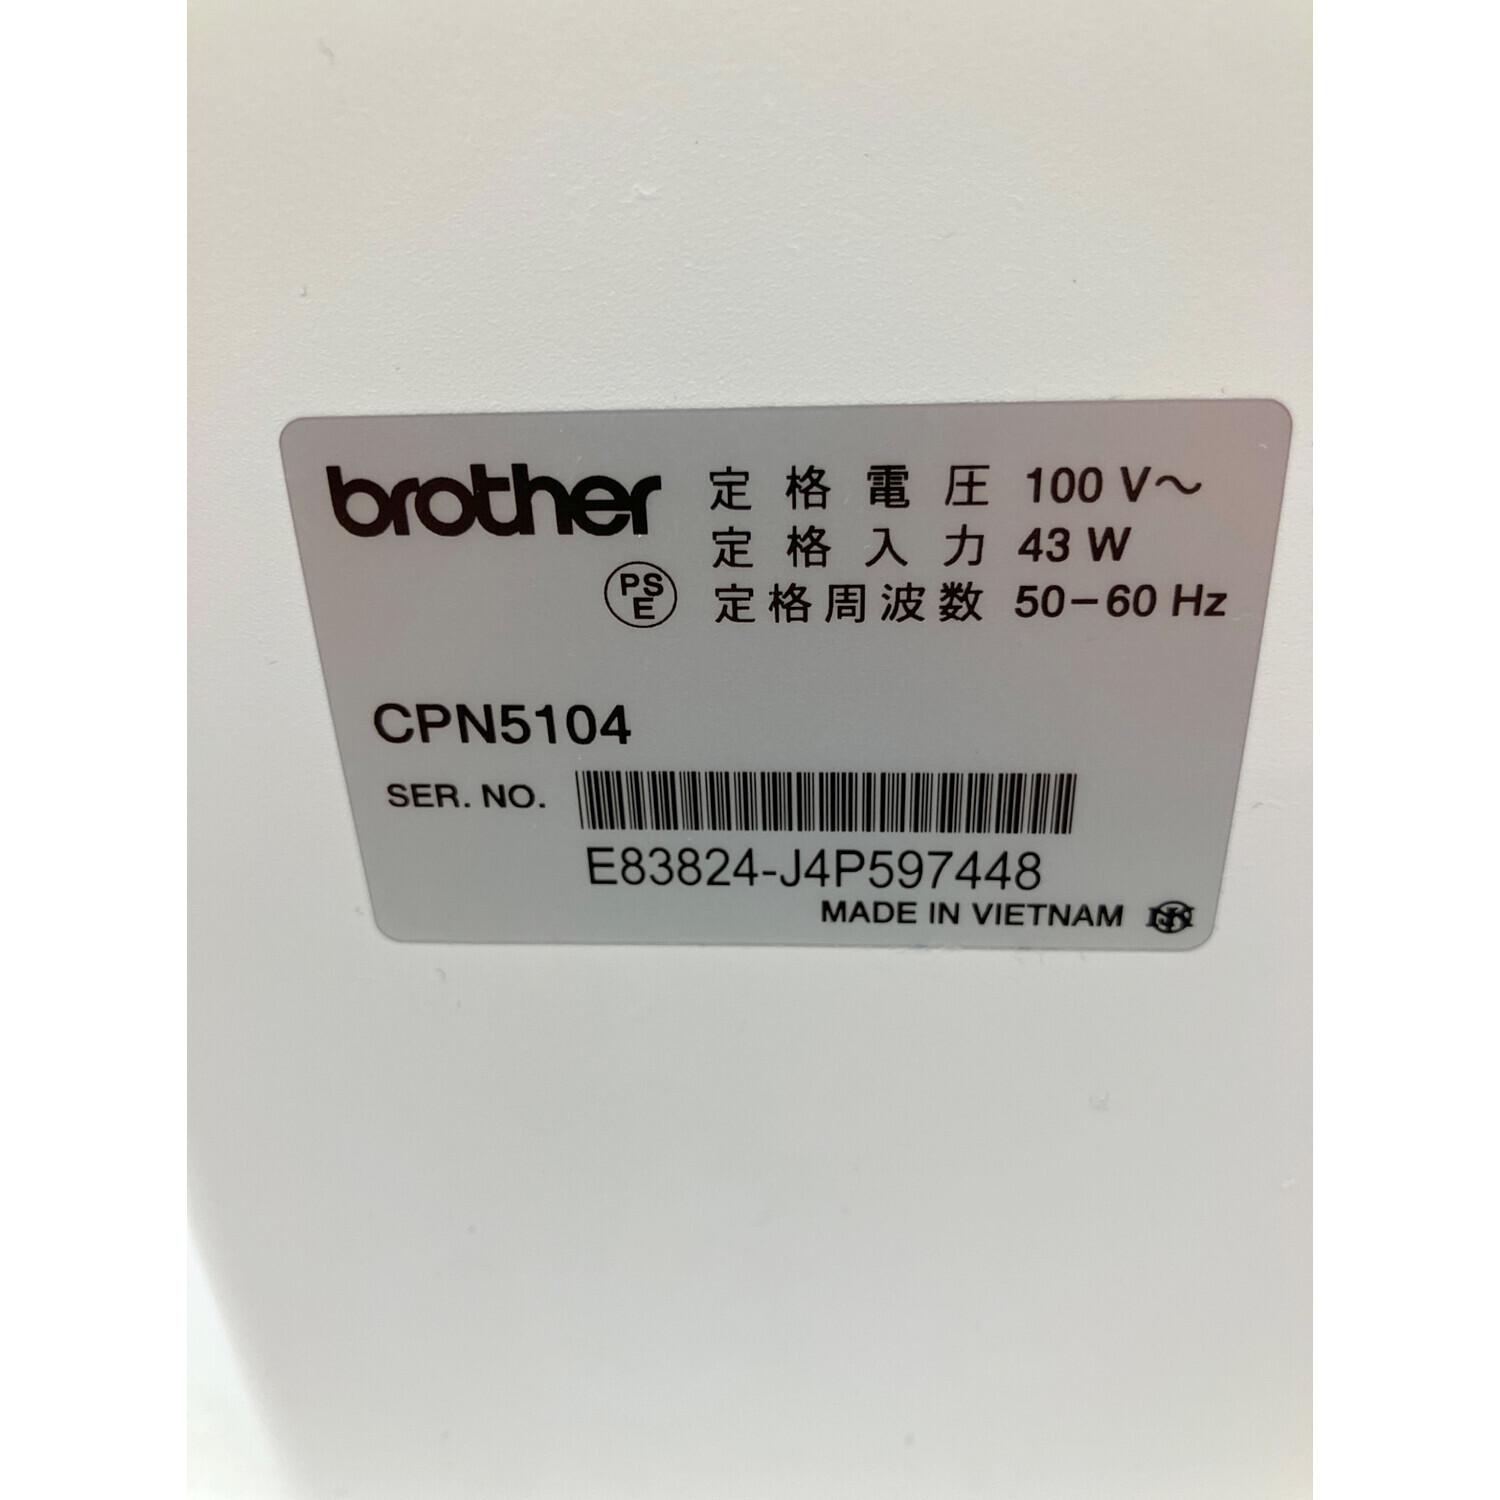 brother
定格電圧 100 V～
定格入力 43 W
PSE
定格周波数 50-60 Hz
CPN5104
SER. NO.
E83824-J4P597448
MADE IN VIETNAM